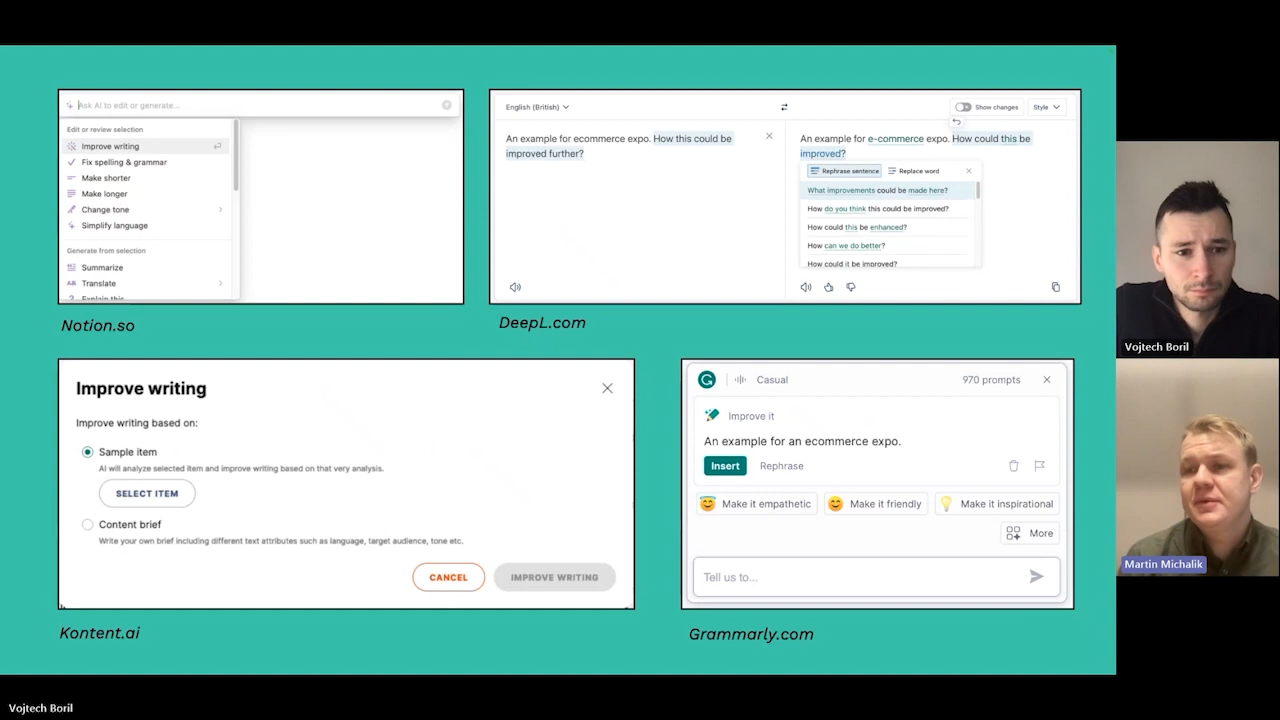 Ask AI to edit or generate...
Edit or review selection
Improve writing
Fix spelling & grammar
Make shorter
Make longer
Change tone
Simplify language
Generate from selection
Summarize
Translate
Explain this
Notion.so
English (British)
Show changes
Style
An example for ecommerce expo. How this could be
improved further?
An example for e-commerce expo. How could this be
improved?
Rephrase sentence
Replace word
What improvements could be made here?
How do you think this could be improved?
How could this be enhanced?
How can we do better?
How could it be improved?
DeepL.com
Improve writing
Improve writing based on:
Sample item
AI will analyze selected item and improve writing based on that very analysis.
SELECT ITEM
Content brief
Write your own brief including different text attributes such as language, target audience, tone etc.
CANCEL
IMPROVE WRITING
Kontent.ai
G
Casual
970 prompts
Improve it
An example for an ecommerce expo.
Insert
Rephrase
Make it empathetic
Make it friendly
Make it inspirational
More
Tell us to...
Grammarly.com
Vojtech Boril
Martin Michalik
Vojtech Boril